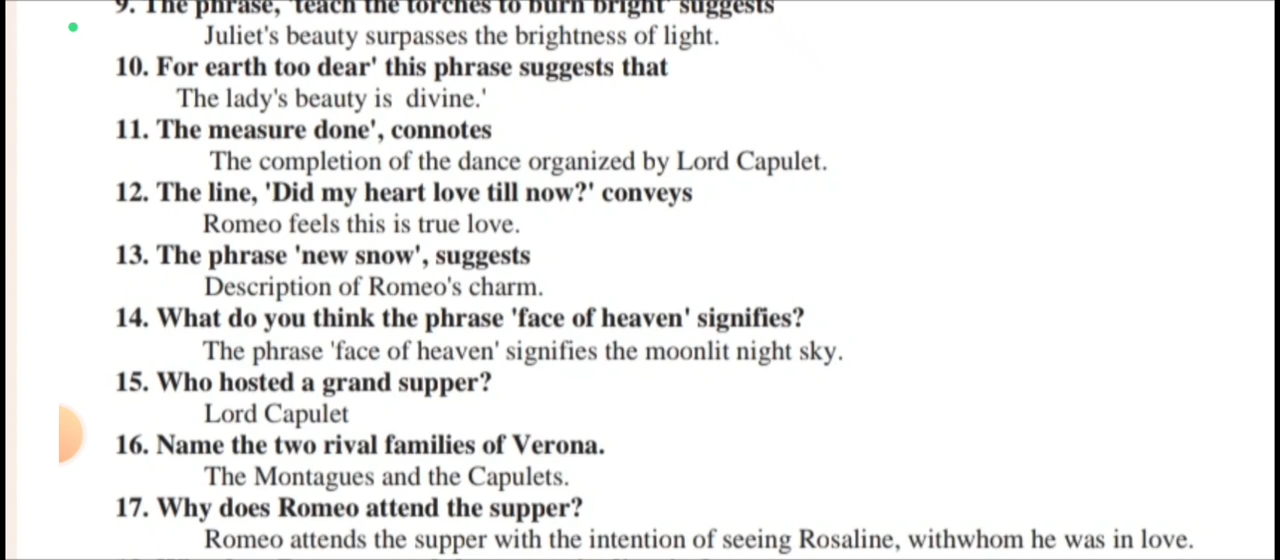 9. The phrase, 'teach the torches to burn bright' suggests
Juliet's beauty surpasses the brightness of light.
10. For earth too dear' this phrase suggests that
The lady's beauty is divine.'
11. The measure done', connotes
The completion of the dance organized by Lord Capulet.
12. The line, 'Did my heart love till now?' conveys
Romeo feels this is true love.
13. The phrase 'new snow', suggests
Description of Romeo's charm.
14. What do you think the phrase 'face of heaven' signifies?
The phrase 'face of heaven' signifies the moonlit night sky.
15. Who hosted a grand supper?
Lord Capulet
16. Name the two rival families of Verona.
The Montagues and the Capulets.
17. Why does Romeo attend the supper?
Romeo attends the supper with the intention of seeing Rosaline, withwhom he was in love.